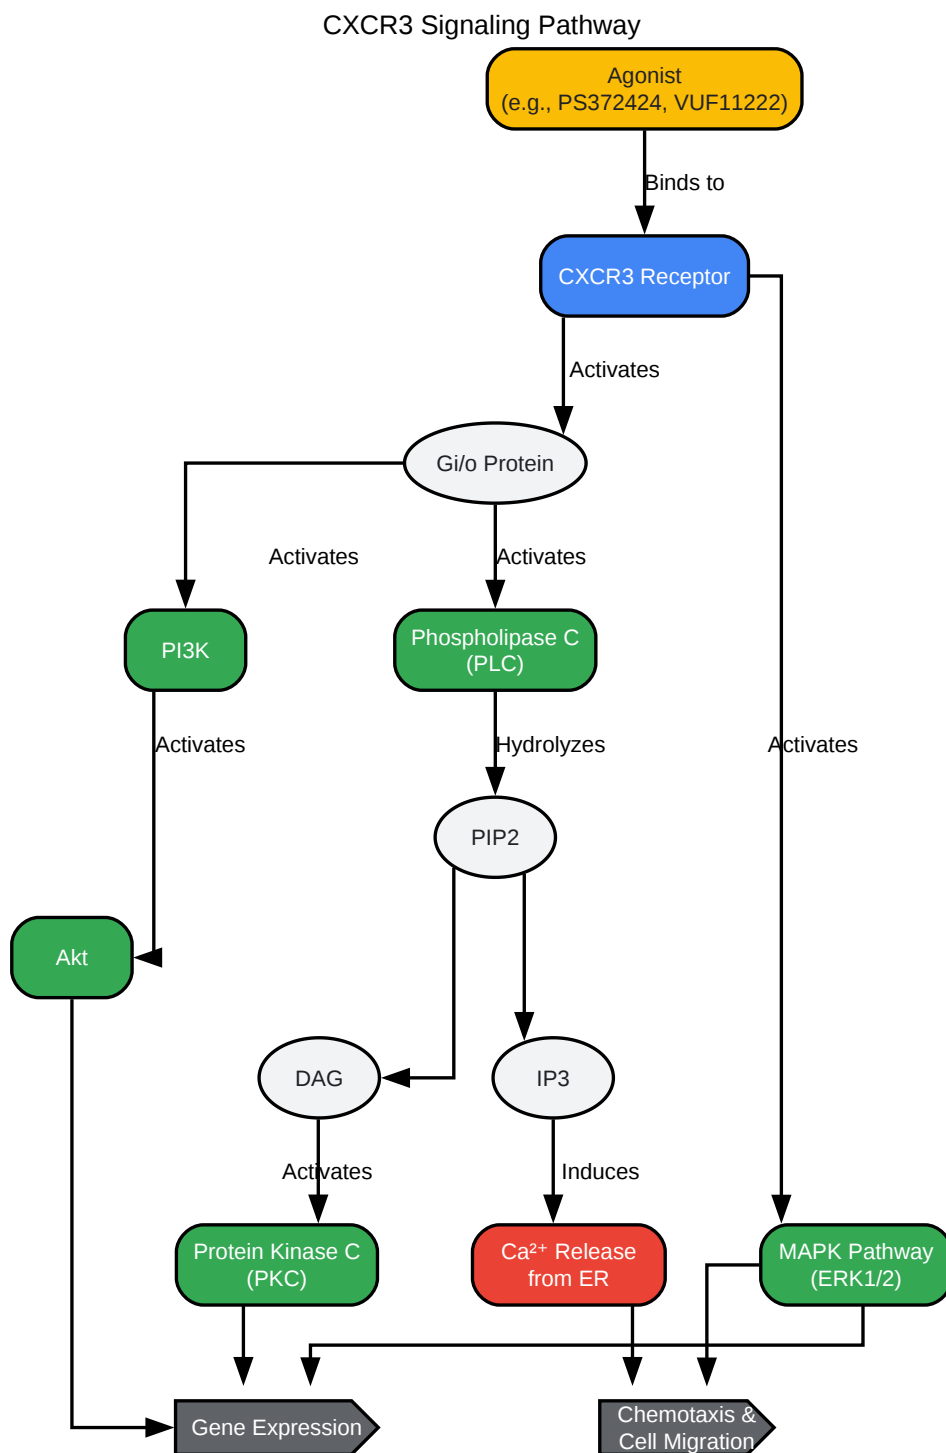 CXCR3 Signaling Pathway
Agonist
(e.g., PS372424, VUF11222)
Binds to
CXCR3 Receptor
Activates
Gi/o Protein
Activates
Activates
PI3K
Phospholipase C
(PLC)
Activates
Hydrolyzes
Activates
PIP2
Akt
DAG
IP3
Activates
Induces
Protein Kinase C
(PKC)
Ca²⁺ Release
from ER
MAPK Pathway
(ERK1/2)
Gene Expression
Chemotaxis &
Cell Migration